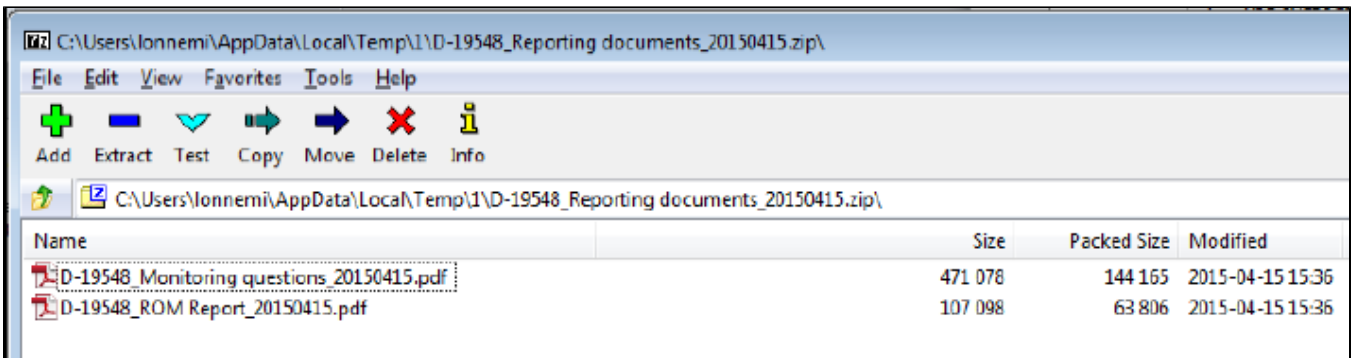 C:\Users\lonnemi\AppData\Local\Temp\1\D-19548_Reporting documents_20150415.zip\
File Edit View Favorites Tools Help
Add Extract Test Copy Move Delete Info
C:\Users\lonnemi\AppData\Local\Temp\1\D-19548_Reporting documents_20150415.zip\
Name Size Packed Size Modified
D-19548_Monitoring questions_20150415.pdf 471 078 144 165 2015-04-15 15:36
D-19548_ROM Report_20150415.pdf 107 098 63 806 2015-04-15 15:36